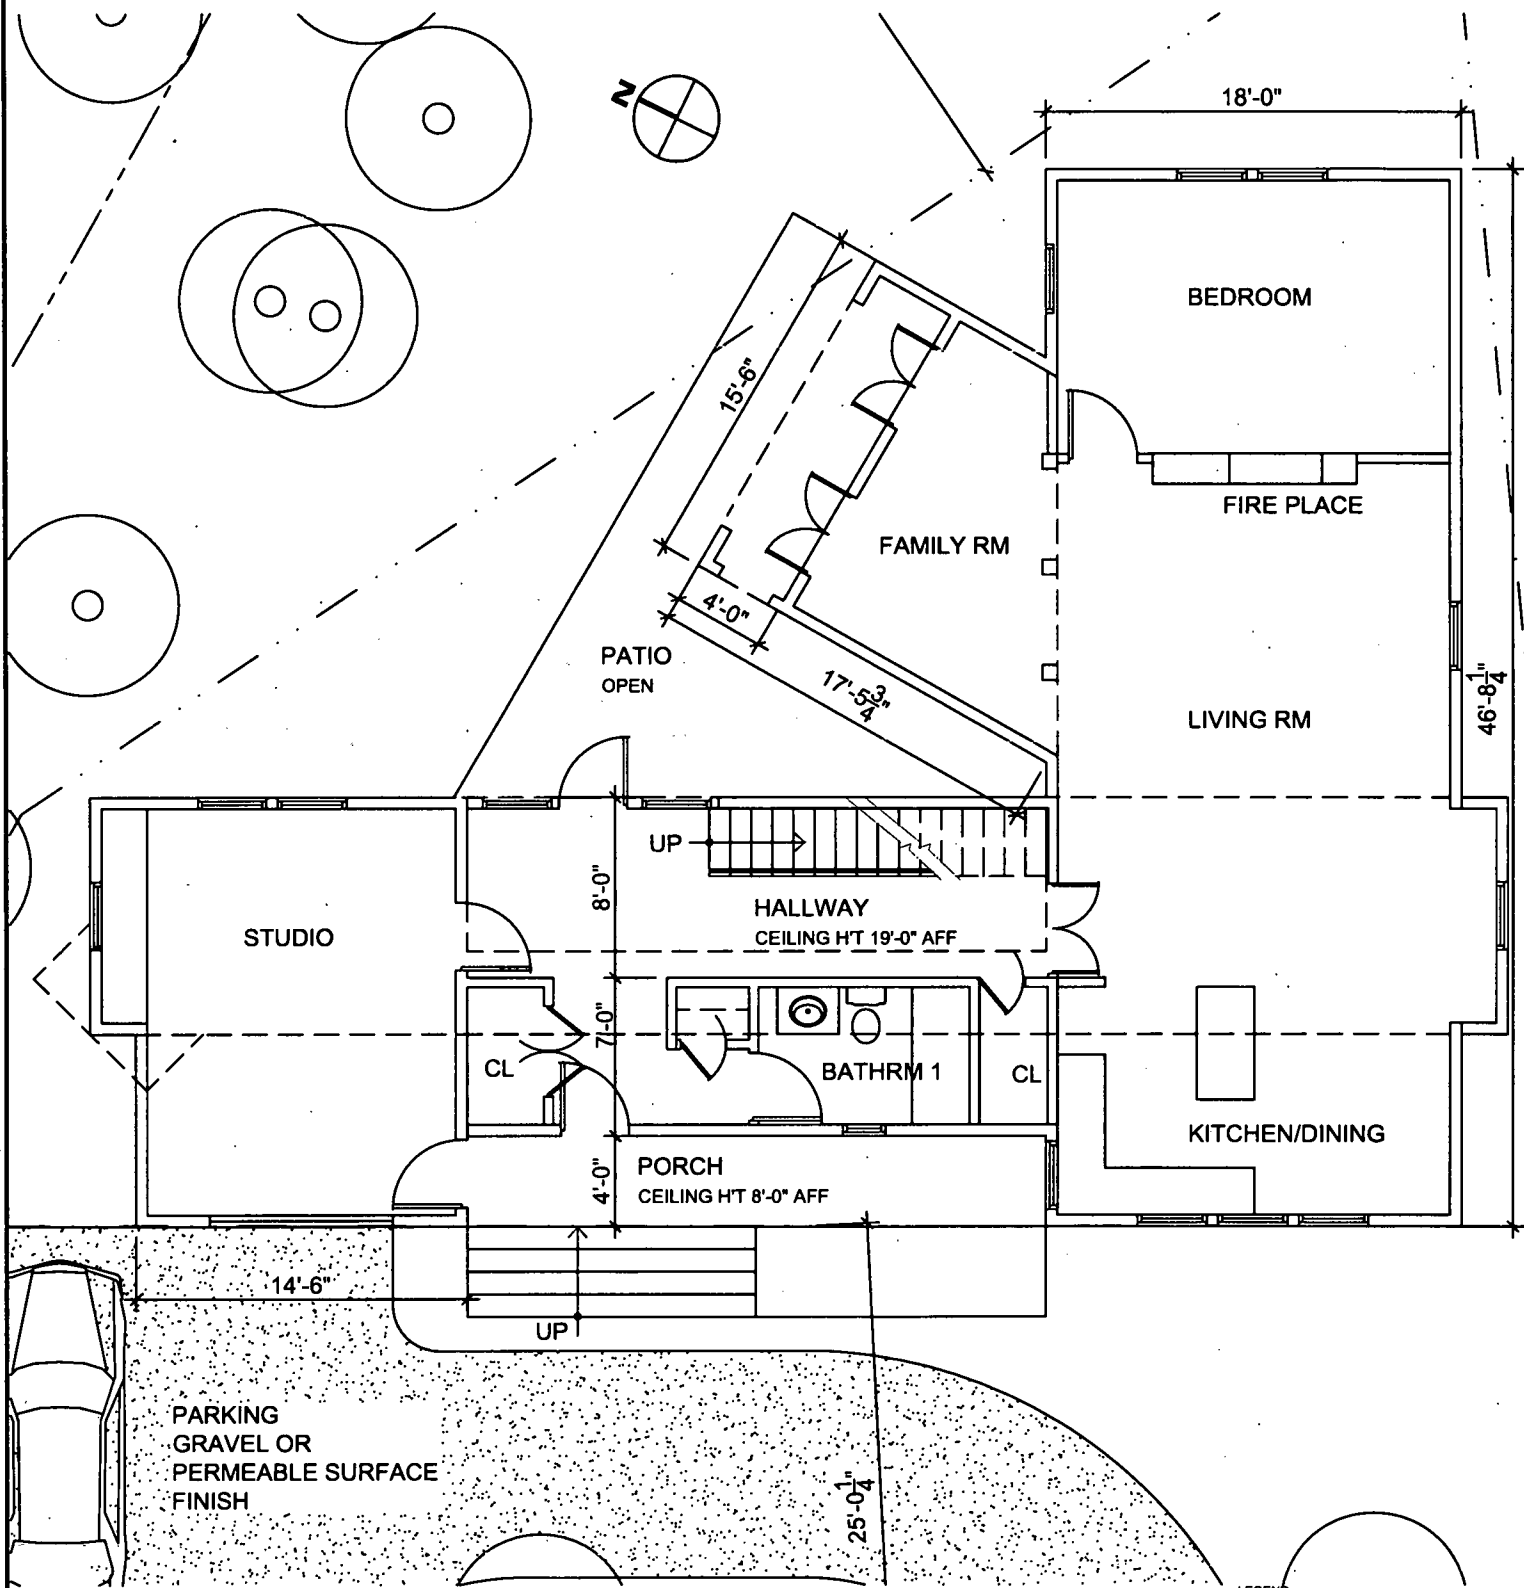 N
18'-0"
BEDROOM
15'-6"
FIRE PLACE
FAMILY RM
4'-0"
PATIO
OPEN
17'-5 3/4"
LIVING RM
46'-8 1/4"
UP
8'-0"
HALLWAY
CEILING H'T 19'-0" AFF
STUDIO
7'-0"
CL
BATHRM 1
CL
KITCHEN/DINING
4'-0"
PORCH
CEILING H'T 8'-0" AFF
14'-6"
UP
PARKING
GRAVEL OR
PERMEABLE SURFACE
FINISH
25'-0 1/4"